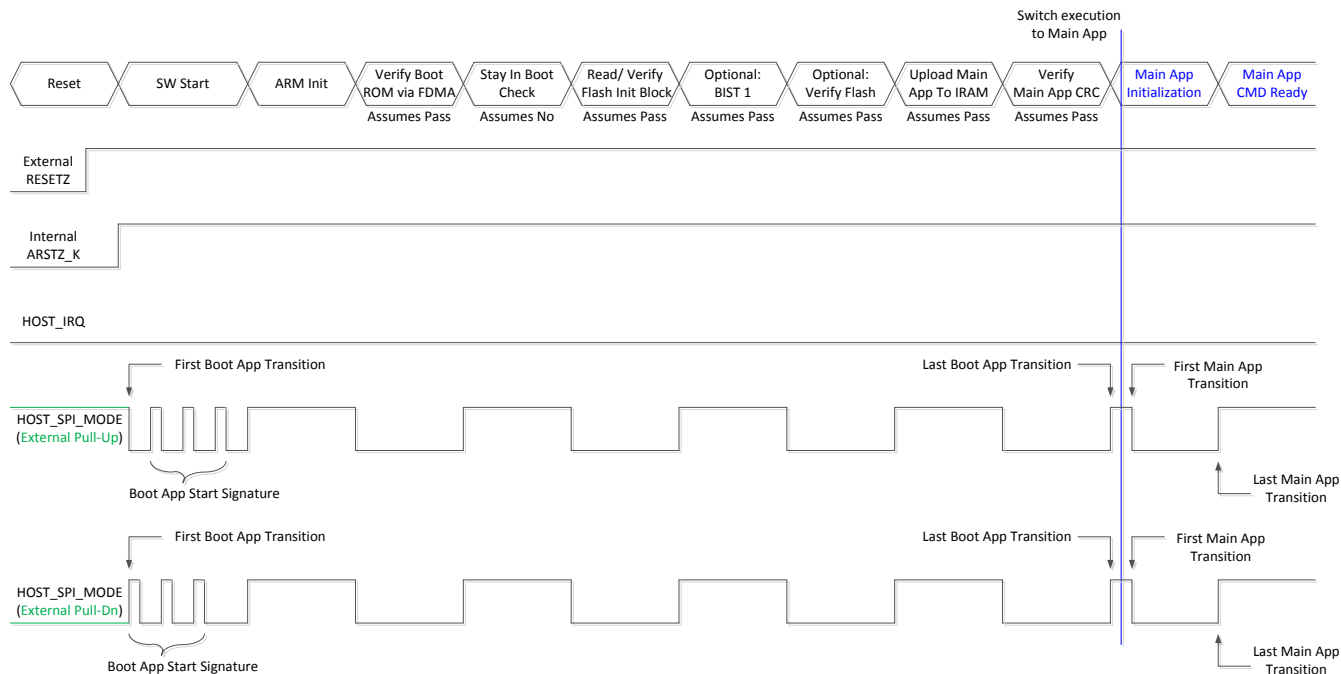 Switch execution
to Main App
Reset
SW Start
ARM Init
Verify Boot
ROM via FDMA
Stay In Boot
Check
Read/ Verify
Flash Init Block
Optional:
BIST 1
Optional:
Verify Flash
Upload Main
App To IRAM
Verify
Main App CRC
Main App
Initialization
Main App
CMD Ready
Assumes Pass
Assumes No
Assumes Pass
Assumes Pass
Assumes Pass
Assumes Pass
Assumes Pass
External
RESETZ
Internal
ARSTZ_K
HOST_IRQ
First Boot App Transition
Last Boot App Transition
First Main App
Transition
HOST_SPI_MODE
(External Pull-Up)
Boot App Start Signature
Last Main App
Transition
First Boot App Transition
Last Boot App Transition
First Main App
Transition
HOST_SPI_MODE
(External Pull-Dn)
Boot App Start Signature
Last Main App
Transition